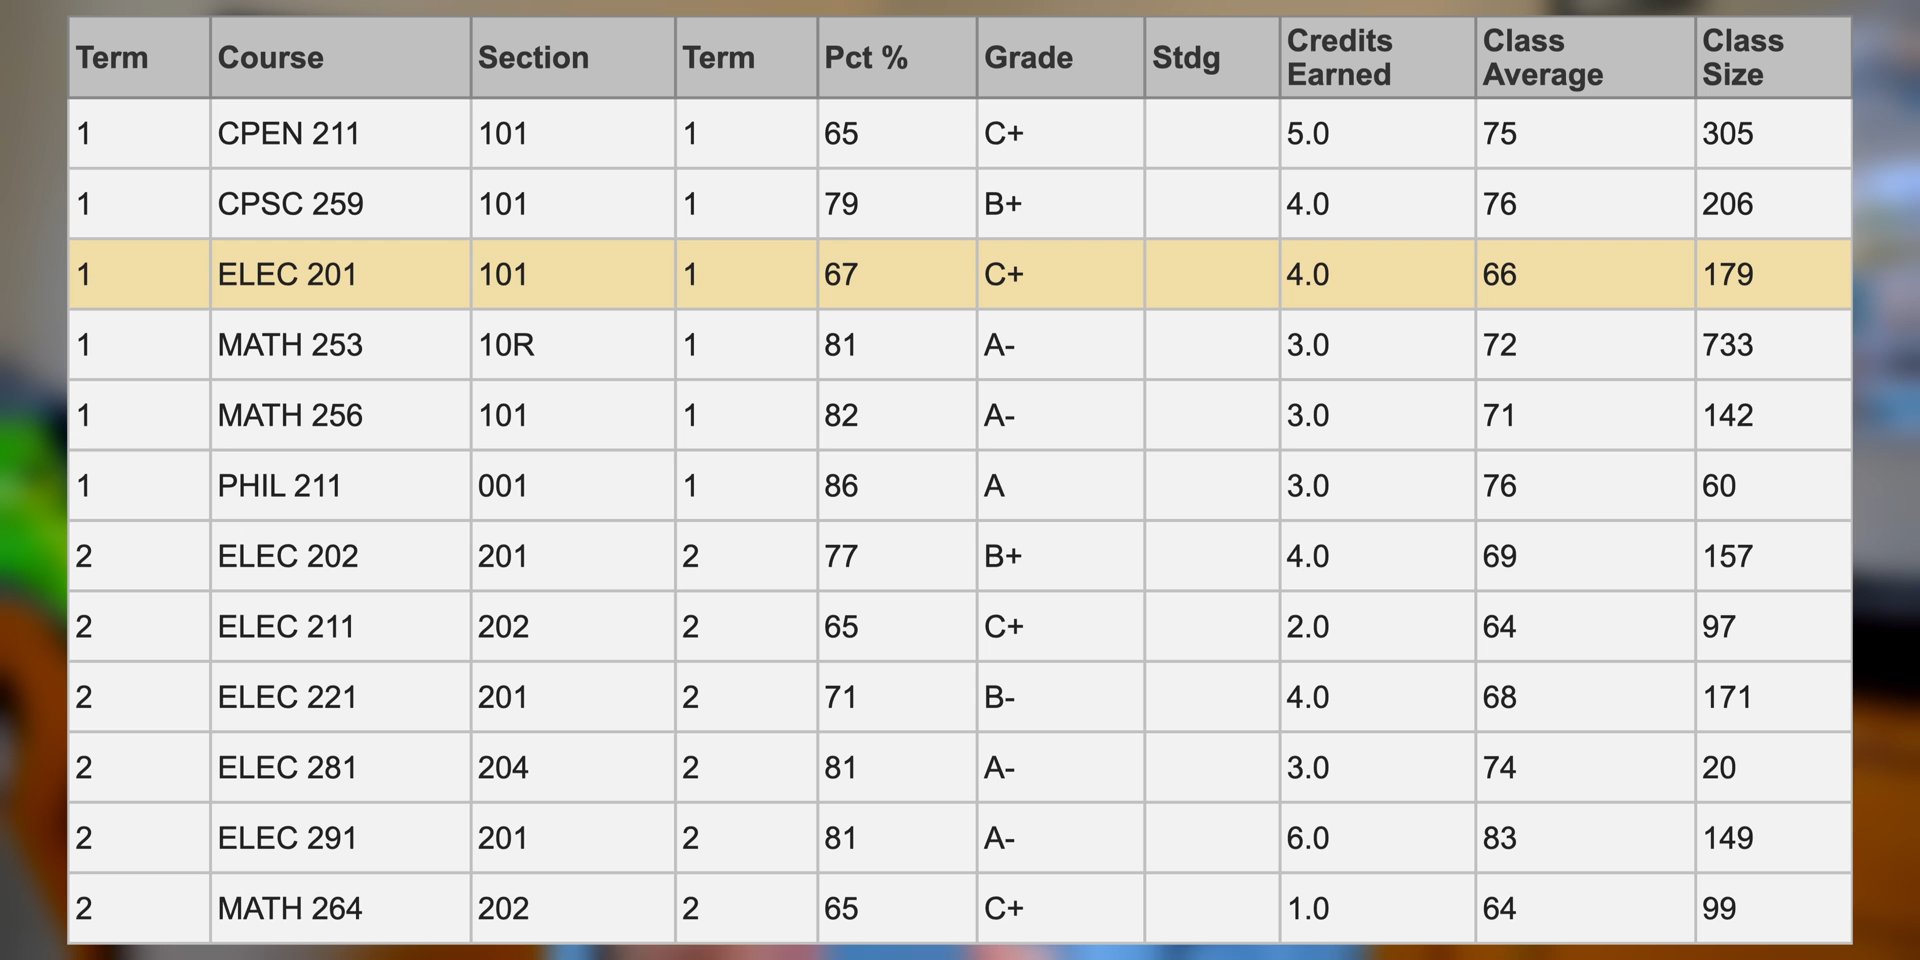 Term Course Section Term Pct % Grade Stdg Credits Earned Class Average Class Size
1 CPEN 211 101 1 65 C+ 5.0 75 305
1 CPSC 259 101 1 79 B+ 4.0 76 206
1 ELEC 201 101 1 67 C+ 4.0 66 179
1 MATH 253 10R 1 81 A- 3.0 72 733
1 MATH 256 101 1 82 A- 3.0 71 142
1 PHIL 211 001 1 86 A 3.0 76 60
2 ELEC 202 201 2 77 B+ 4.0 69 157
2 ELEC 211 202 2 65 C+ 2.0 64 97
2 ELEC 221 201 2 71 B- 4.0 68 171
2 ELEC 281 204 2 81 A- 3.0 74 20
2 ELEC 291 201 2 81 A- 6.0 83 149
2 MATH 264 202 2 65 C+ 1.0 64 99